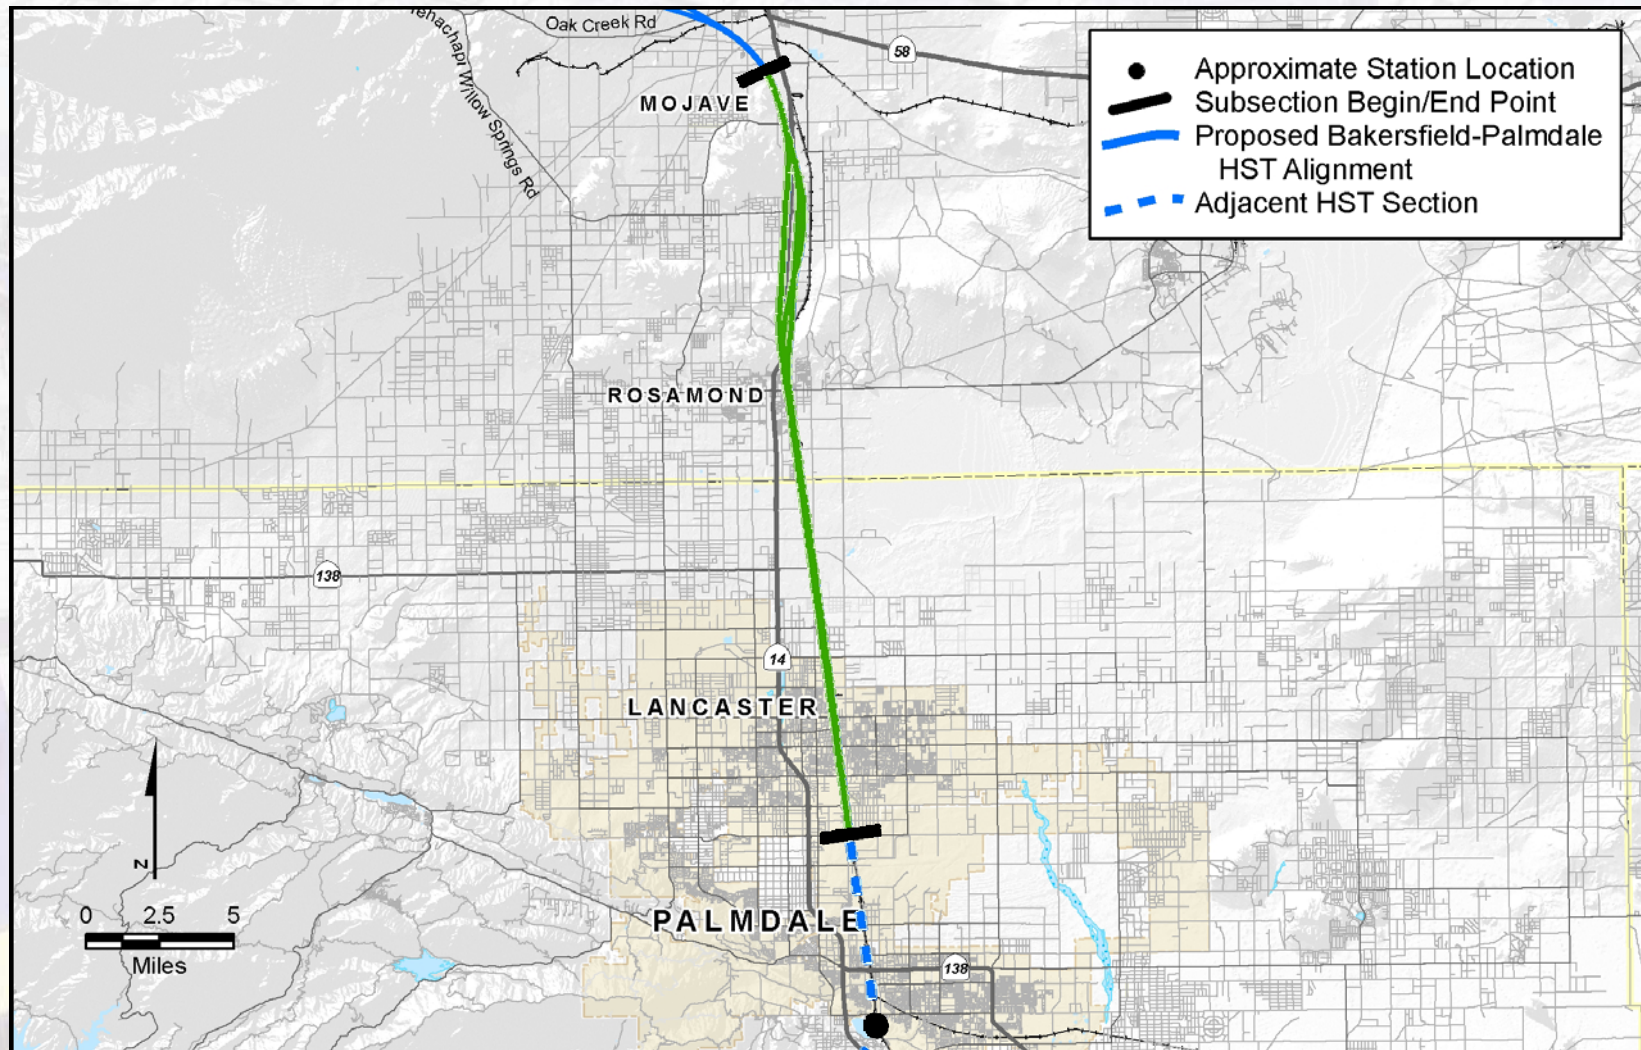 Oak Creek Rd
Tehachapi Willow Springs Rd
58
MOJAVE
Approximate Station Location
Subsection Begin/End Point
Proposed Bakersfield-Palmdale
HST Alignment
Adjacent HST Section
ROSAMOND
138
14
LANCASTER
N
PALMDALE
0 2.5 5
Miles
138